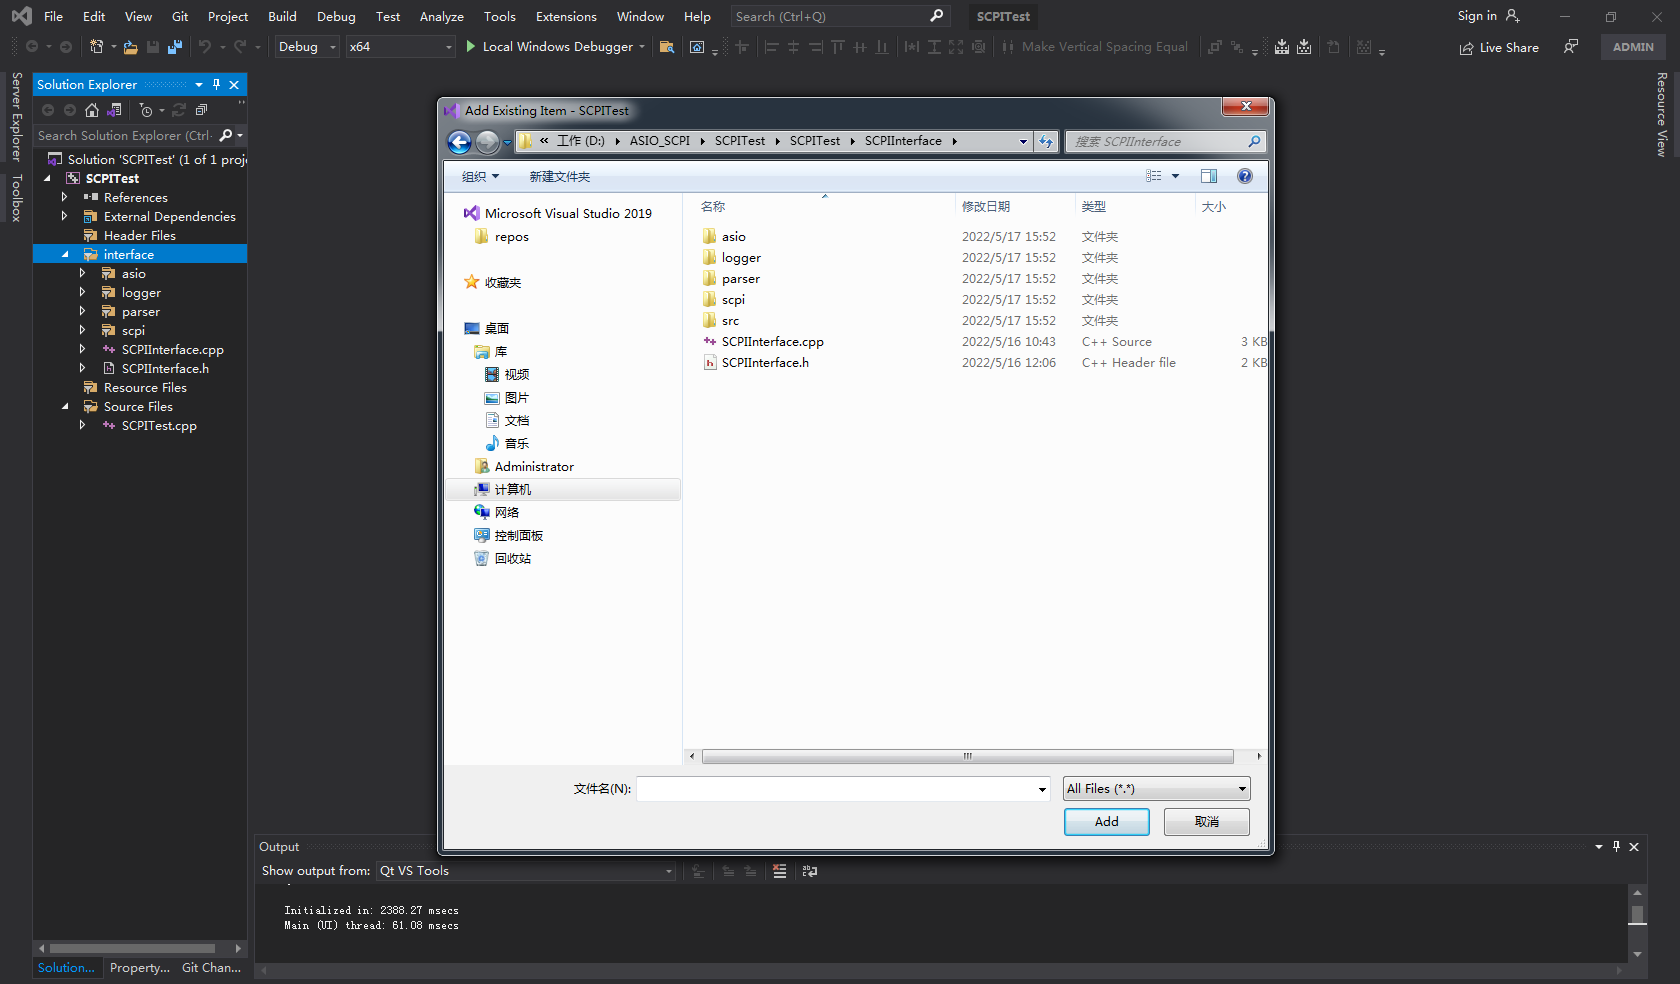 File Edit View Git Project Build Debug Test Analyze Tools Extensions Window Help Search (Ctrl+Q) SCPITest Sign in
Debug x64 Local Windows Debugger Make Vertical Spacing Equal Live Share ADMIN
Server Explorer
Toolbox
Resource View
Solution Explorer
Search Solution Explorer (Ctrl
Solution 'SCPITest' (1 of 1 proj
SCPITest
References
External Dependencies
Header Files
interface
asio
logger
parser
scpi
SCPIInterface.cpp
SCPIInterface.h
Resource Files
Source Files
SCPITest.cpp
Solution... Property... Git Chan...
Add Existing Item - SCPITest
« 工作 (D:) SCPI ASIO_SCPI SCPITest SCPITest SCPIInterface 搜索 SCPIInterface
组织 新建文件夹
Microsoft Visual Studio 2019
repos
收藏夹
桌面
库
视频
图片
文档
音乐
Administrator
计算机
网络
控制面板
回收站
名称 修改日期 类型 大小
asio 2022/5/17 15:52 文件夹
logger 2022/5/17 15:52 文件夹
parser 2022/5/17 15:52 文件夹
scpi 2022/5/17 15:52 文件夹
src 2022/5/17 15:52 文件夹
SCPIInterface.cpp 2022/5/16 10:43 C++ Source 3 KB
SCPIInterface.h 2022/5/16 12:06 C++ Header file 2 KB
文件名(N): All Files (*.*)
Add 取消
Output
Show output from: Qt VS Tools
Initialized in: 2388.27 msecs
Main (UI) thread: 61.08 msecs